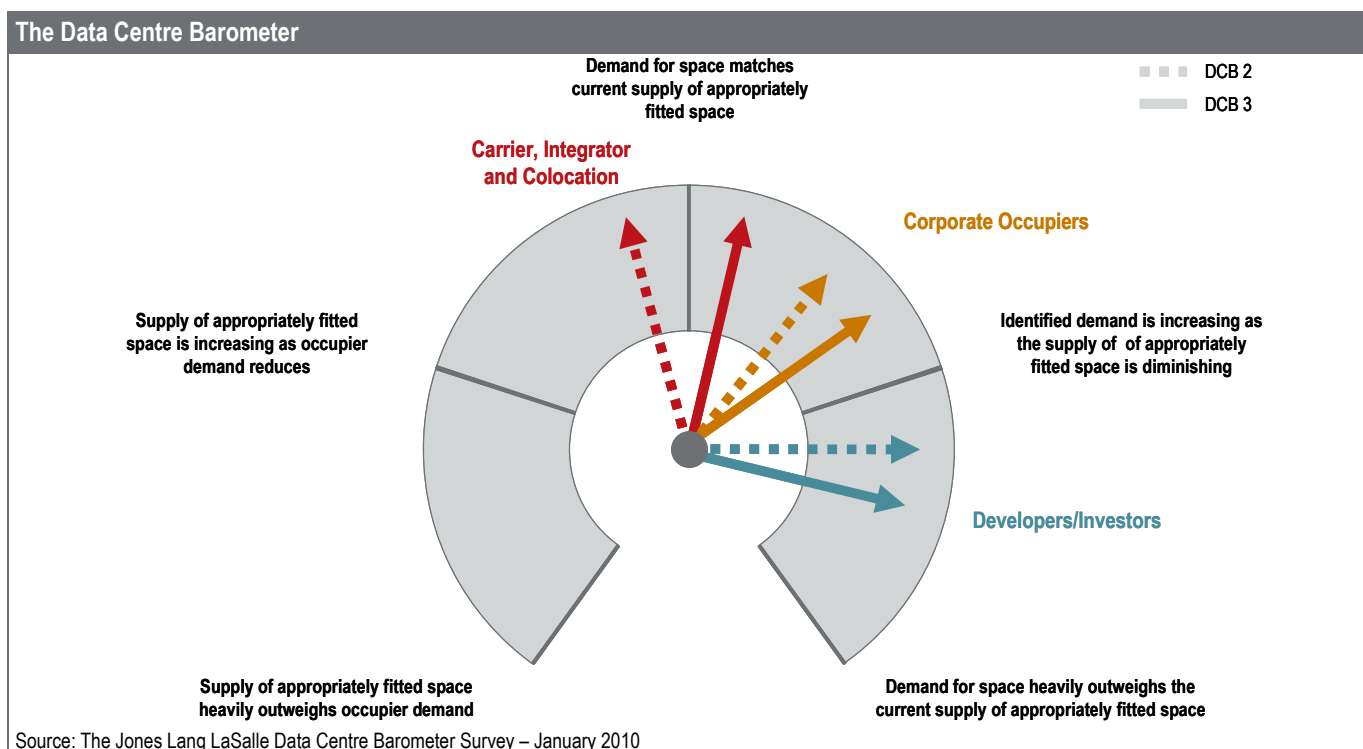 The Data Centre Barometer
Demand for space matches
current supply of appropriately
fitted space
DCB 2
DCB 3
Carrier, Integrator
and Colocation
Corporate Occupiers
Supply of appropriately fitted
space is increasing as occupier
demand reduces
Identified demand is increasing as
the supply of of appropriately
fitted space is diminishing
Developers/Investors
Supply of appropriately fitted space
heavily outweighs occupier demand
Demand for space heavily outweighs the
current supply of appropriately fitted space
Source: The Jones Lang LaSalle Data Centre Barometer Survey – January 2010